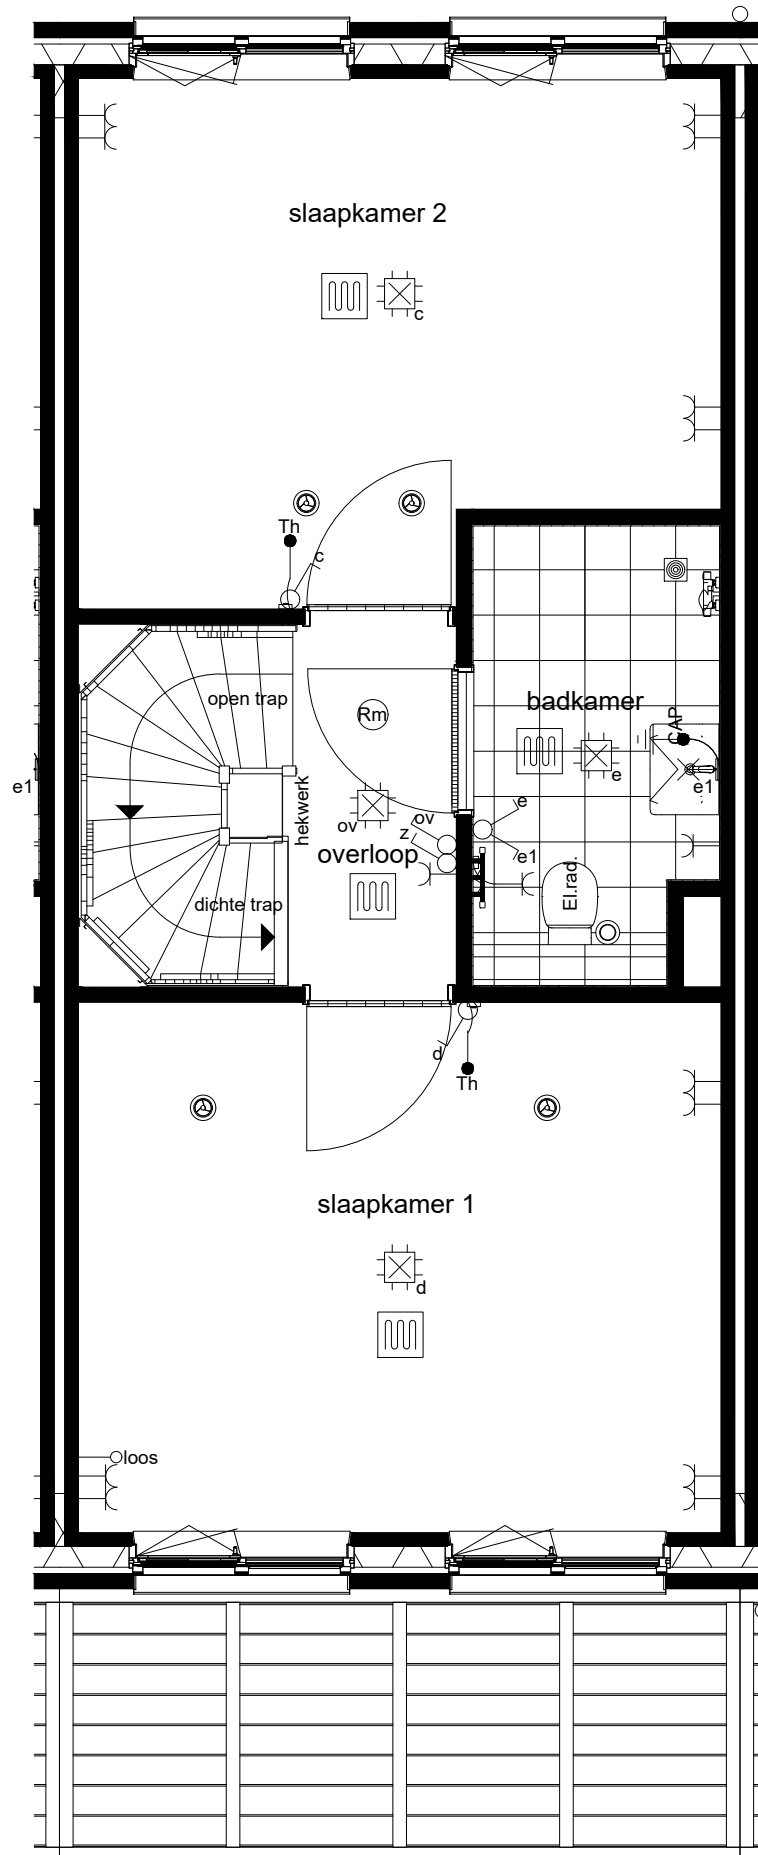 slaapkamer 2
c
Th
c
open trap
Rm
badkamer
CAP
e
e1
e1
hekwerk
ov
ov
z
overloop
e
e1
El.rad.
dichte trap
d
Th
slaapkamer 1
d
loos